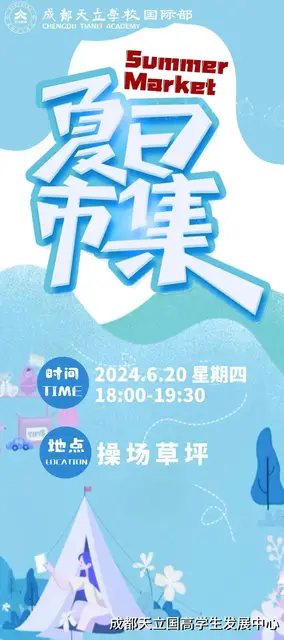 成都天立学校国际部
CHENGDU TIANLI ACADEMY
Summer
Market
夏日
市集
时间
TIME
2024.6.20 星期四
18:00-19:30
地点
LOCATION
操场草坪
成都天立国高学生发展中心